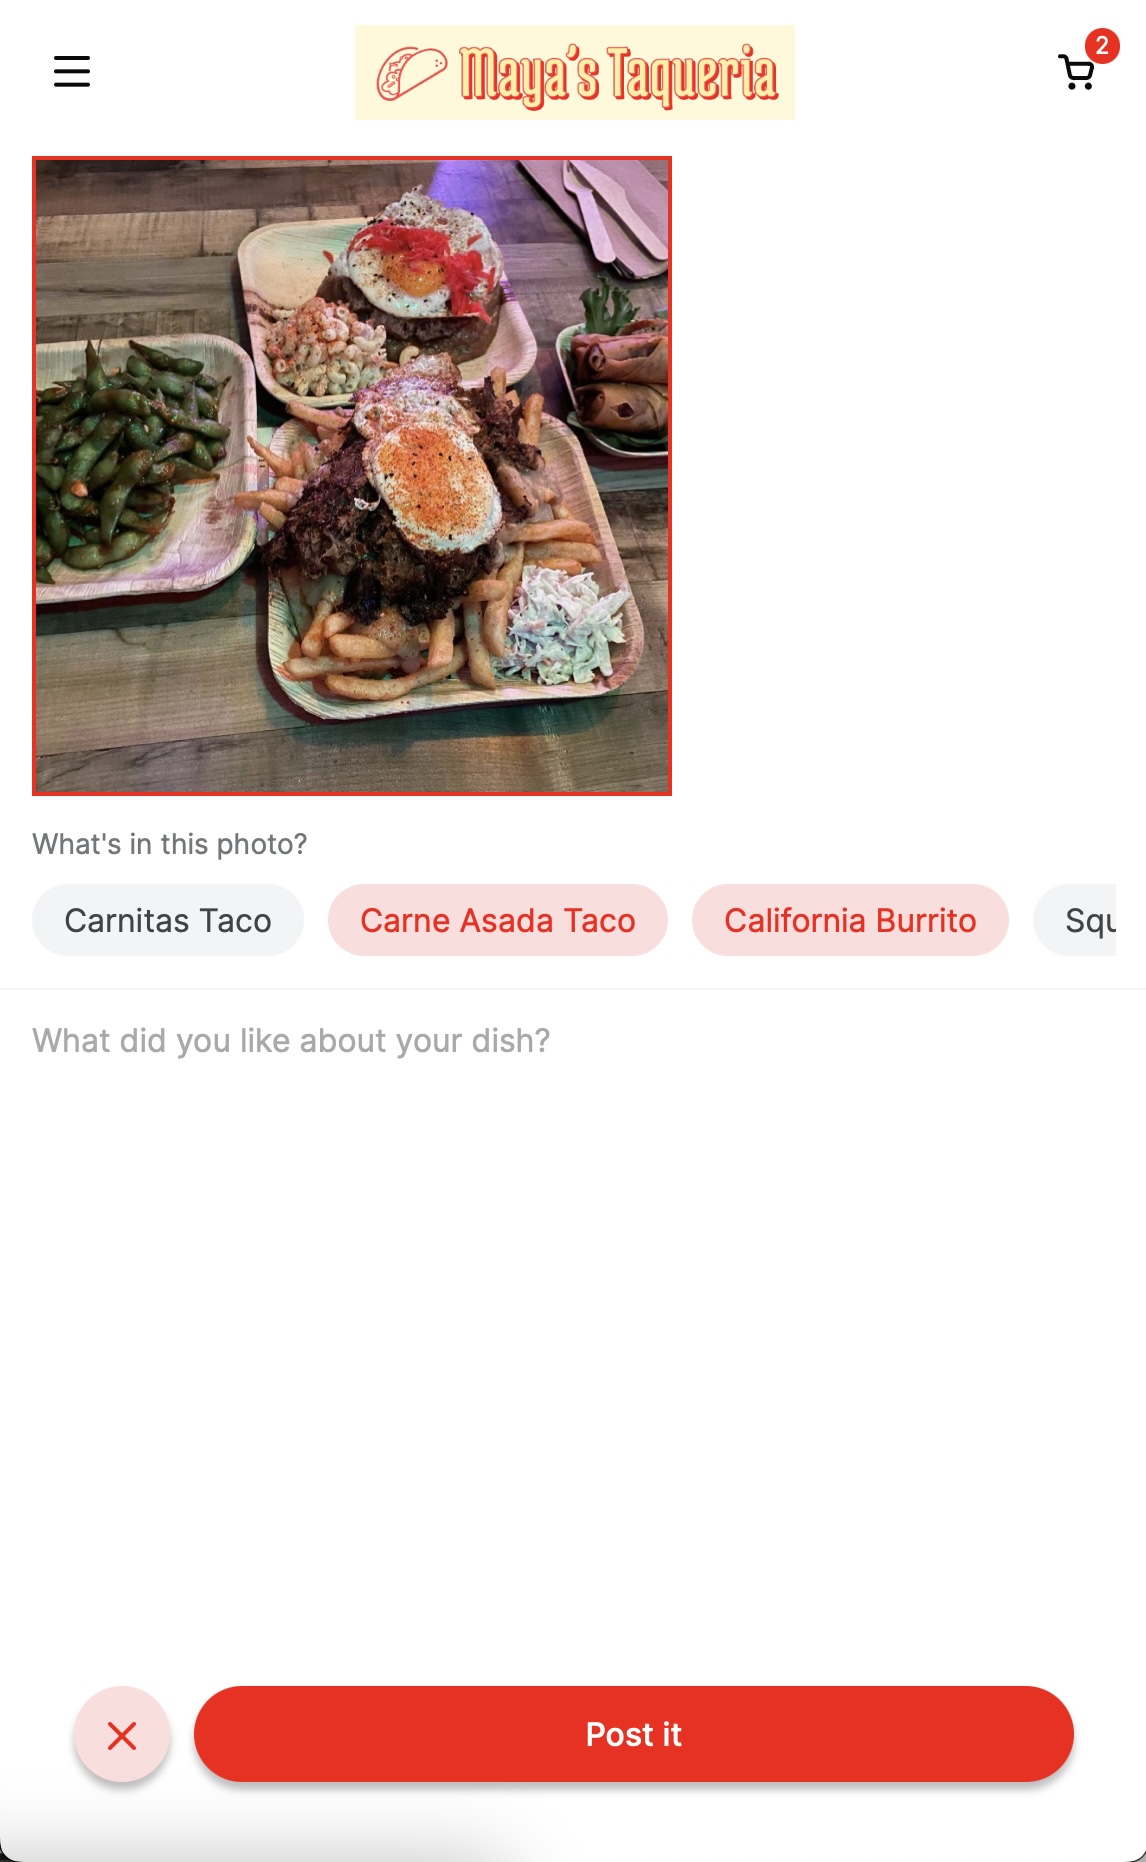 Maya's Taqueria
2
What's in this photo?
Carnitas Taco
Carne Asada Taco
California Burrito
Squ
What did you like about your dish?
Post it